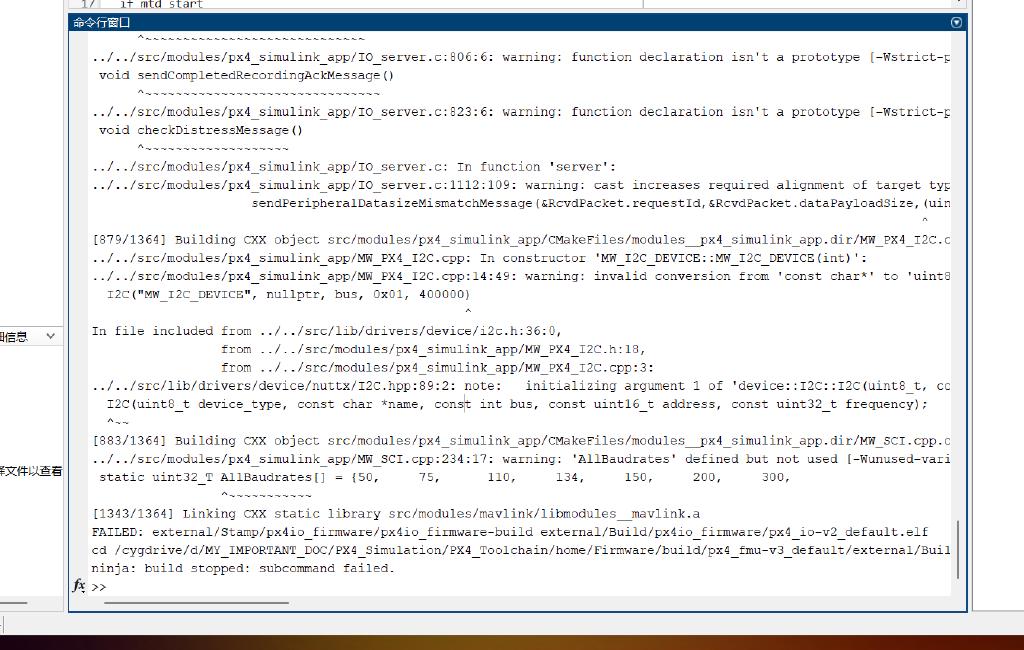 17 if mtd start
命令行窗口
^~~~~~~~~~~~~~~~~~~~~~~~~~~~~
../../src/modules/px4_simulink_app/IO_server.c:806:6: warning: function declaration isn't a prototype [-Wstrict-p
void sendCompletedRecordingAckMessage()
^~~~~~~~~~~~~~~~~~~~~~~~~~~~~~~
../../src/modules/px4_simulink_app/IO_server.c:823:6: warning: function declaration isn't a prototype [-Wstrict-p
void checkDistressMessage()
^~~~~~~~~~~~~~~~~~~
../../src/modules/px4_simulink_app/IO_server.c: In function 'server':
../../src/modules/px4_simulink_app/IO_server.c:1112:109: warning: cast increases required alignment of target typ
sendPeripheralDatasizeMismatchMessage(&RcvdPacket.requestId,&RcvdPacket.dataPayloadSize,(uin
^
[879/1364] Building CXX object src/modules/px4_simulink_app/CMakeFiles/modules__px4_simulink_app.dir/MW_PX4_I2C.c
../../src/modules/px4_simulink_app/MW_PX4_I2C.cpp: In constructor 'MW_I2C_DEVICE::MW_I2C_DEVICE(int)':
../../src/modules/px4_simulink_app/MW_PX4_I2C.cpp:14:49: warning: invalid conversion from 'const char*' to 'uint8
I2C("MW_I2C_DEVICE", nullptr, bus, 0x01, 400000)
^
In file included from ../../src/lib/drivers/device/i2c.h:36:0,
from ../../src/modules/px4_simulink_app/MW_PX4_I2C.h:18,
from ../../src/modules/px4_simulink_app/MW_PX4_I2C.cpp:3:
../../src/lib/drivers/device/nuttx/I2C.hpp:89:2: note:   initializing argument 1 of 'device::I2C::I2C(uint8_t, co
I2C(uint8_t device_type, const char *name, const int bus, const uint16_t address, const uint32_t frequency);
^~~
[883/1364] Building CXX object src/modules/px4_simulink_app/CMakeFiles/modules__px4_simulink_app.dir/MW_SCI.cpp.o
../../src/modules/px4_simulink_app/MW_SCI.cpp:234:17: warning: 'AllBaudrates' defined but not used [-Wunused-vari
static uint32_T AllBaudrates[] = {50,     75,      110,     134,     150,     200,     300,
^~~~~~~~~~~~
[1343/1364] Linking CXX static library src/modules/mavlink/libmodules__mavlink.a
FAILED: external/Stamp/px4io_firmware/px4io_firmware-build external/Build/px4io_firmware/px4_io-v2_default.elf
cd /cygdrive/d/MY_IMPORTANT_DOC/PX4_Simulation/PX4_Toolchain/home/Firmware/build/px4_fmu-v3_default/external/Buil
ninja: build stopped: subcommand failed.
fx >>
信息
文件以查看